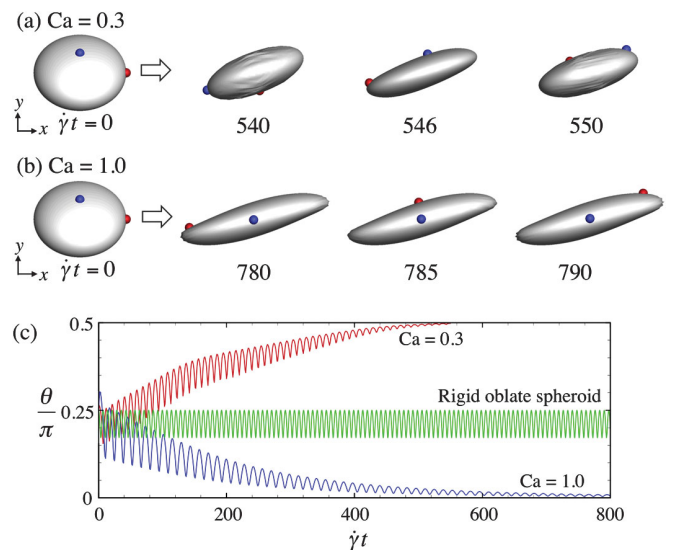 (a) Ca = 0.3
y
x
γ̇t = 0
540
546
550
(b) Ca = 1.0
y
x
γ̇t = 0
780
785
790
(c)
0.5
Ca = 0.3
θ/π
0.25
Rigid oblate spheroid
Ca = 1.0
0
0 200 400 600 800
γ̇t